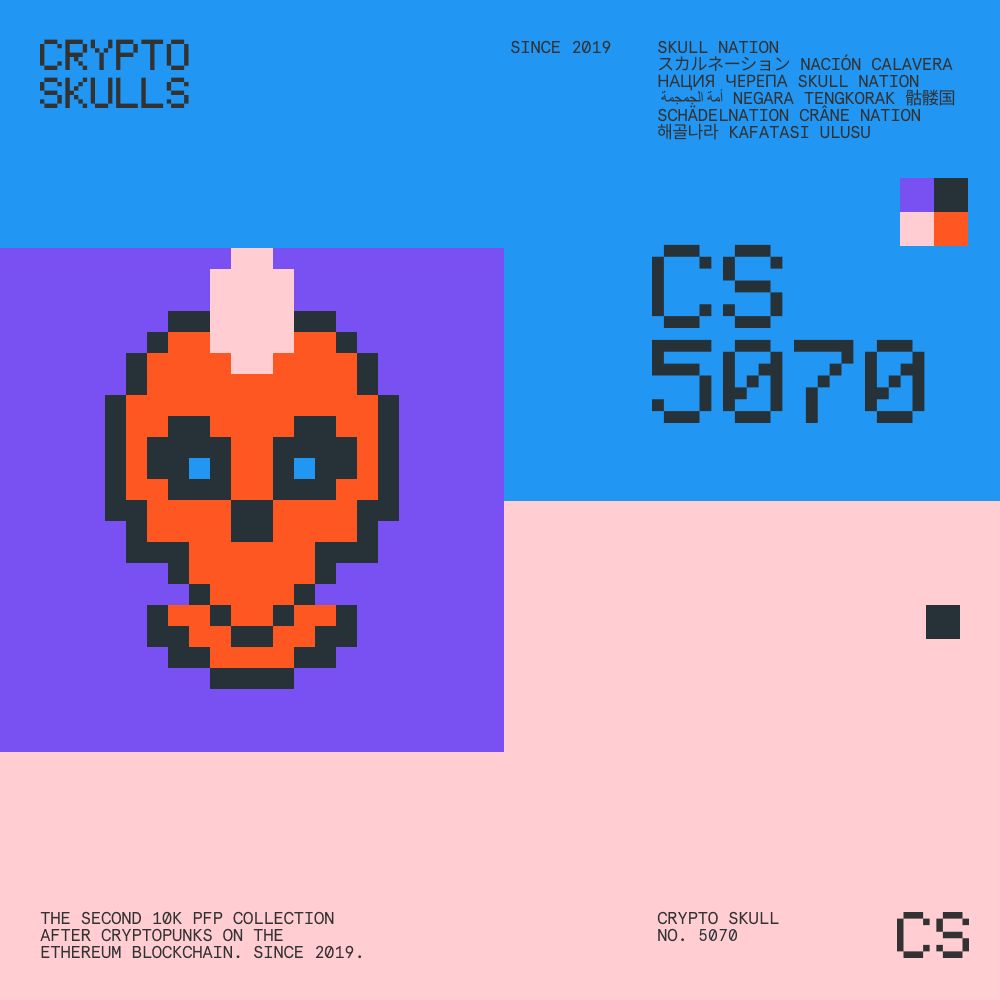 CRYPTO
SKULLS
SINCE 2019
SKULL NATION
スカルネーション NACIÓN CALAVERA
НАЦИЯ ЧЕРЕПА SKULL NATION
أمة الجمجمة NEGARA TENGKORAK 骷髅国
SCHÄDELNATION CRÂNE NATION
해골나라 KAFATASI ULUSU
CS
5070
THE SECOND 10K PFP COLLECTION
AFTER CRYPTOPUNKS ON THE
ETHEREUM BLOCKCHAIN. SINCE 2019.
CRYPTO SKULL
NO. 5070
CS